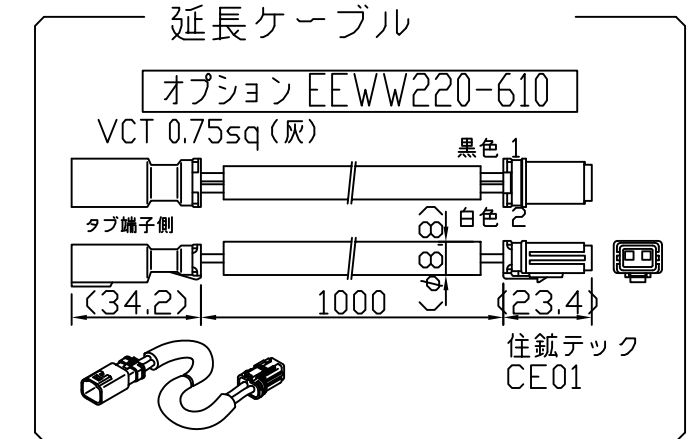 延長ケーブル
オプション EEWW220-610
VCT 0.75sq(灰)
黒色 1
白色 2
タブ端子側
(φ8.8)
(34.2)
1000
(23.4)
住鉱テック
CE01